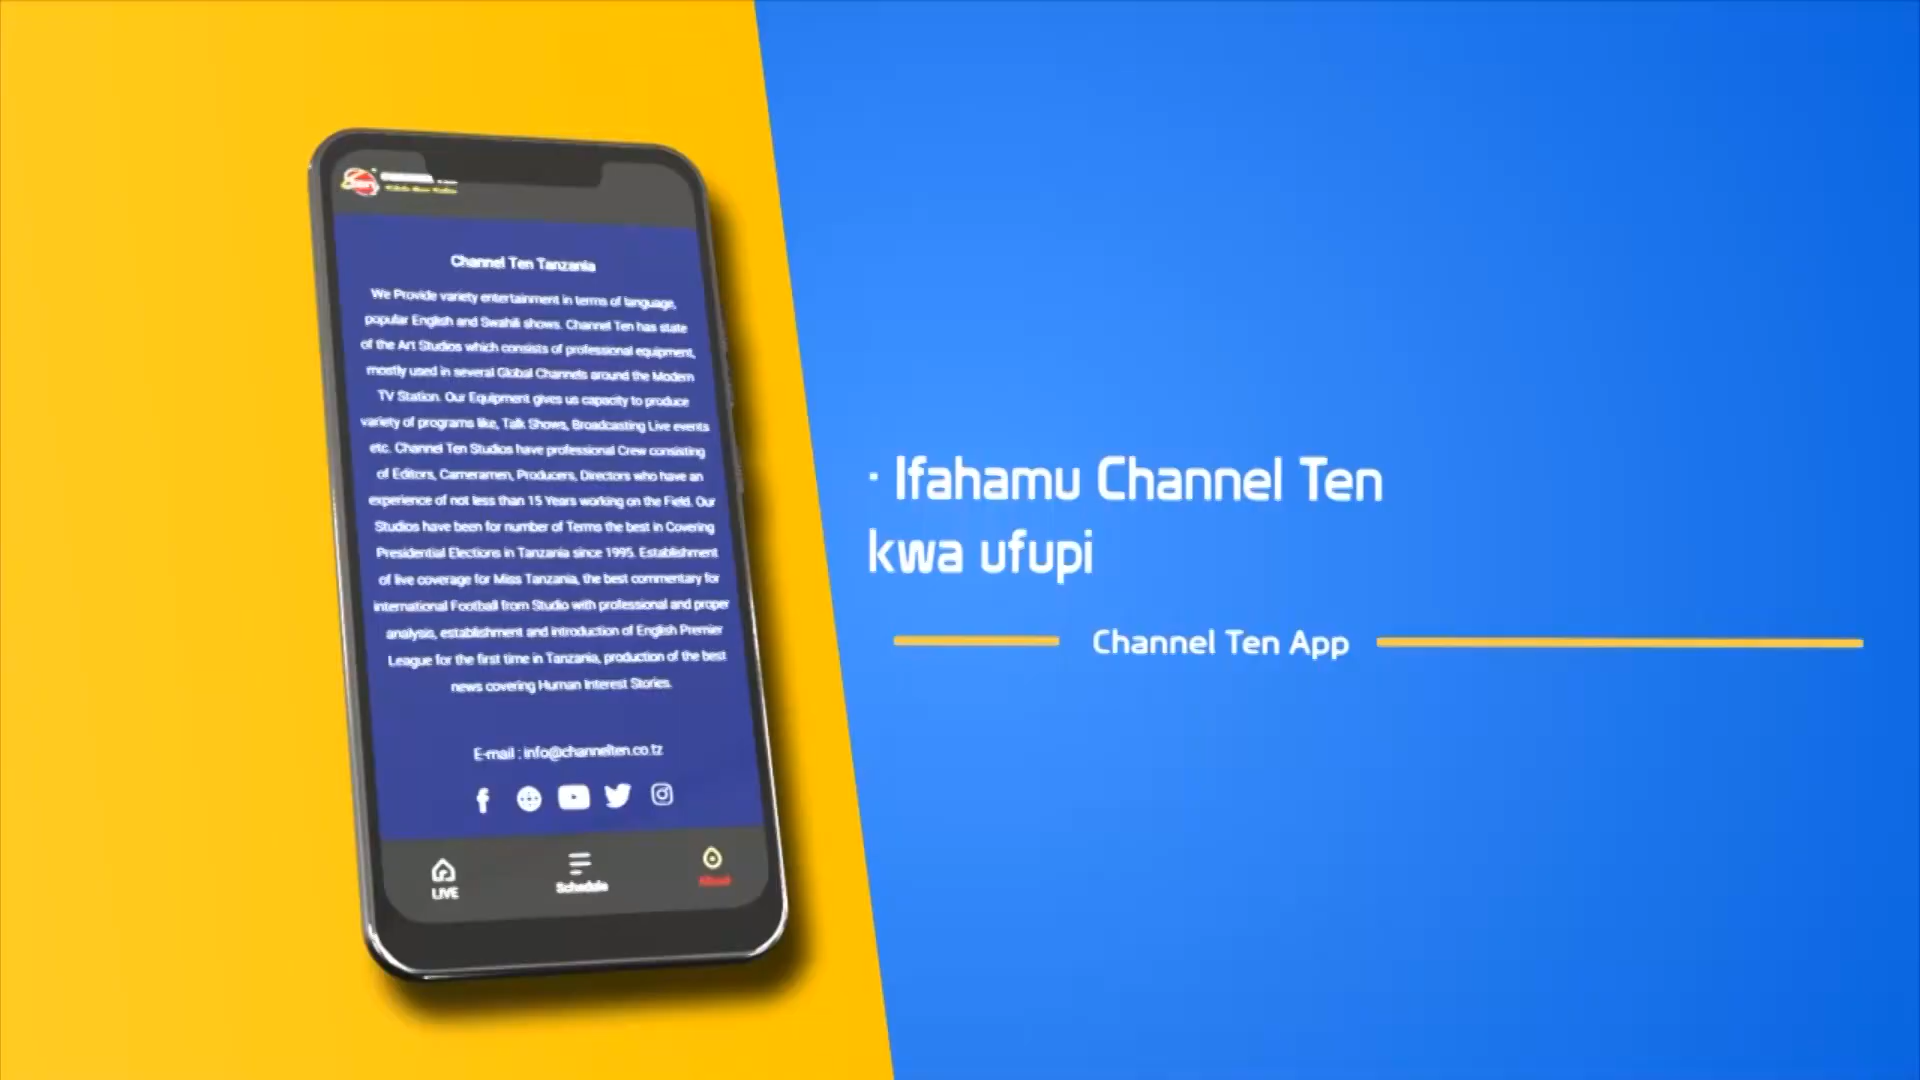 Channel Ten Tanzania
We Provide variety entertainment in terms of language,
popular English and Swahili shows. Channel Ten has state
of the Art Studios which consists of professional equipment,
mostly used in several Global Channels around the Modern
TV Station. Our Equipment gives us capacity to produce
variety of programs like, Talk Shows, Broadcasting Live events
etc. Channel Ten Studios have professional Crew consisting
of Editors, Cameramen, Producers, Directors who have an
experience of not less than 15 Years working on the Field. Our
Studios have been for number of Terms the best in Covering
Presidential Elections in Tanzania since 1995. Establishment
of live coverage for Miss Tanzania, the best commentary for
international Football from Studio with professional and proper
analysis, establishment and introduction of English Premier
League for the first time in Tanzania, production of the best
news covering Human Interest Stories.
E-mail : info@channelten.co.tz
LIVE
Schedule
About
· Ifahamu Channel Ten
kwa ufupi
Channel Ten App